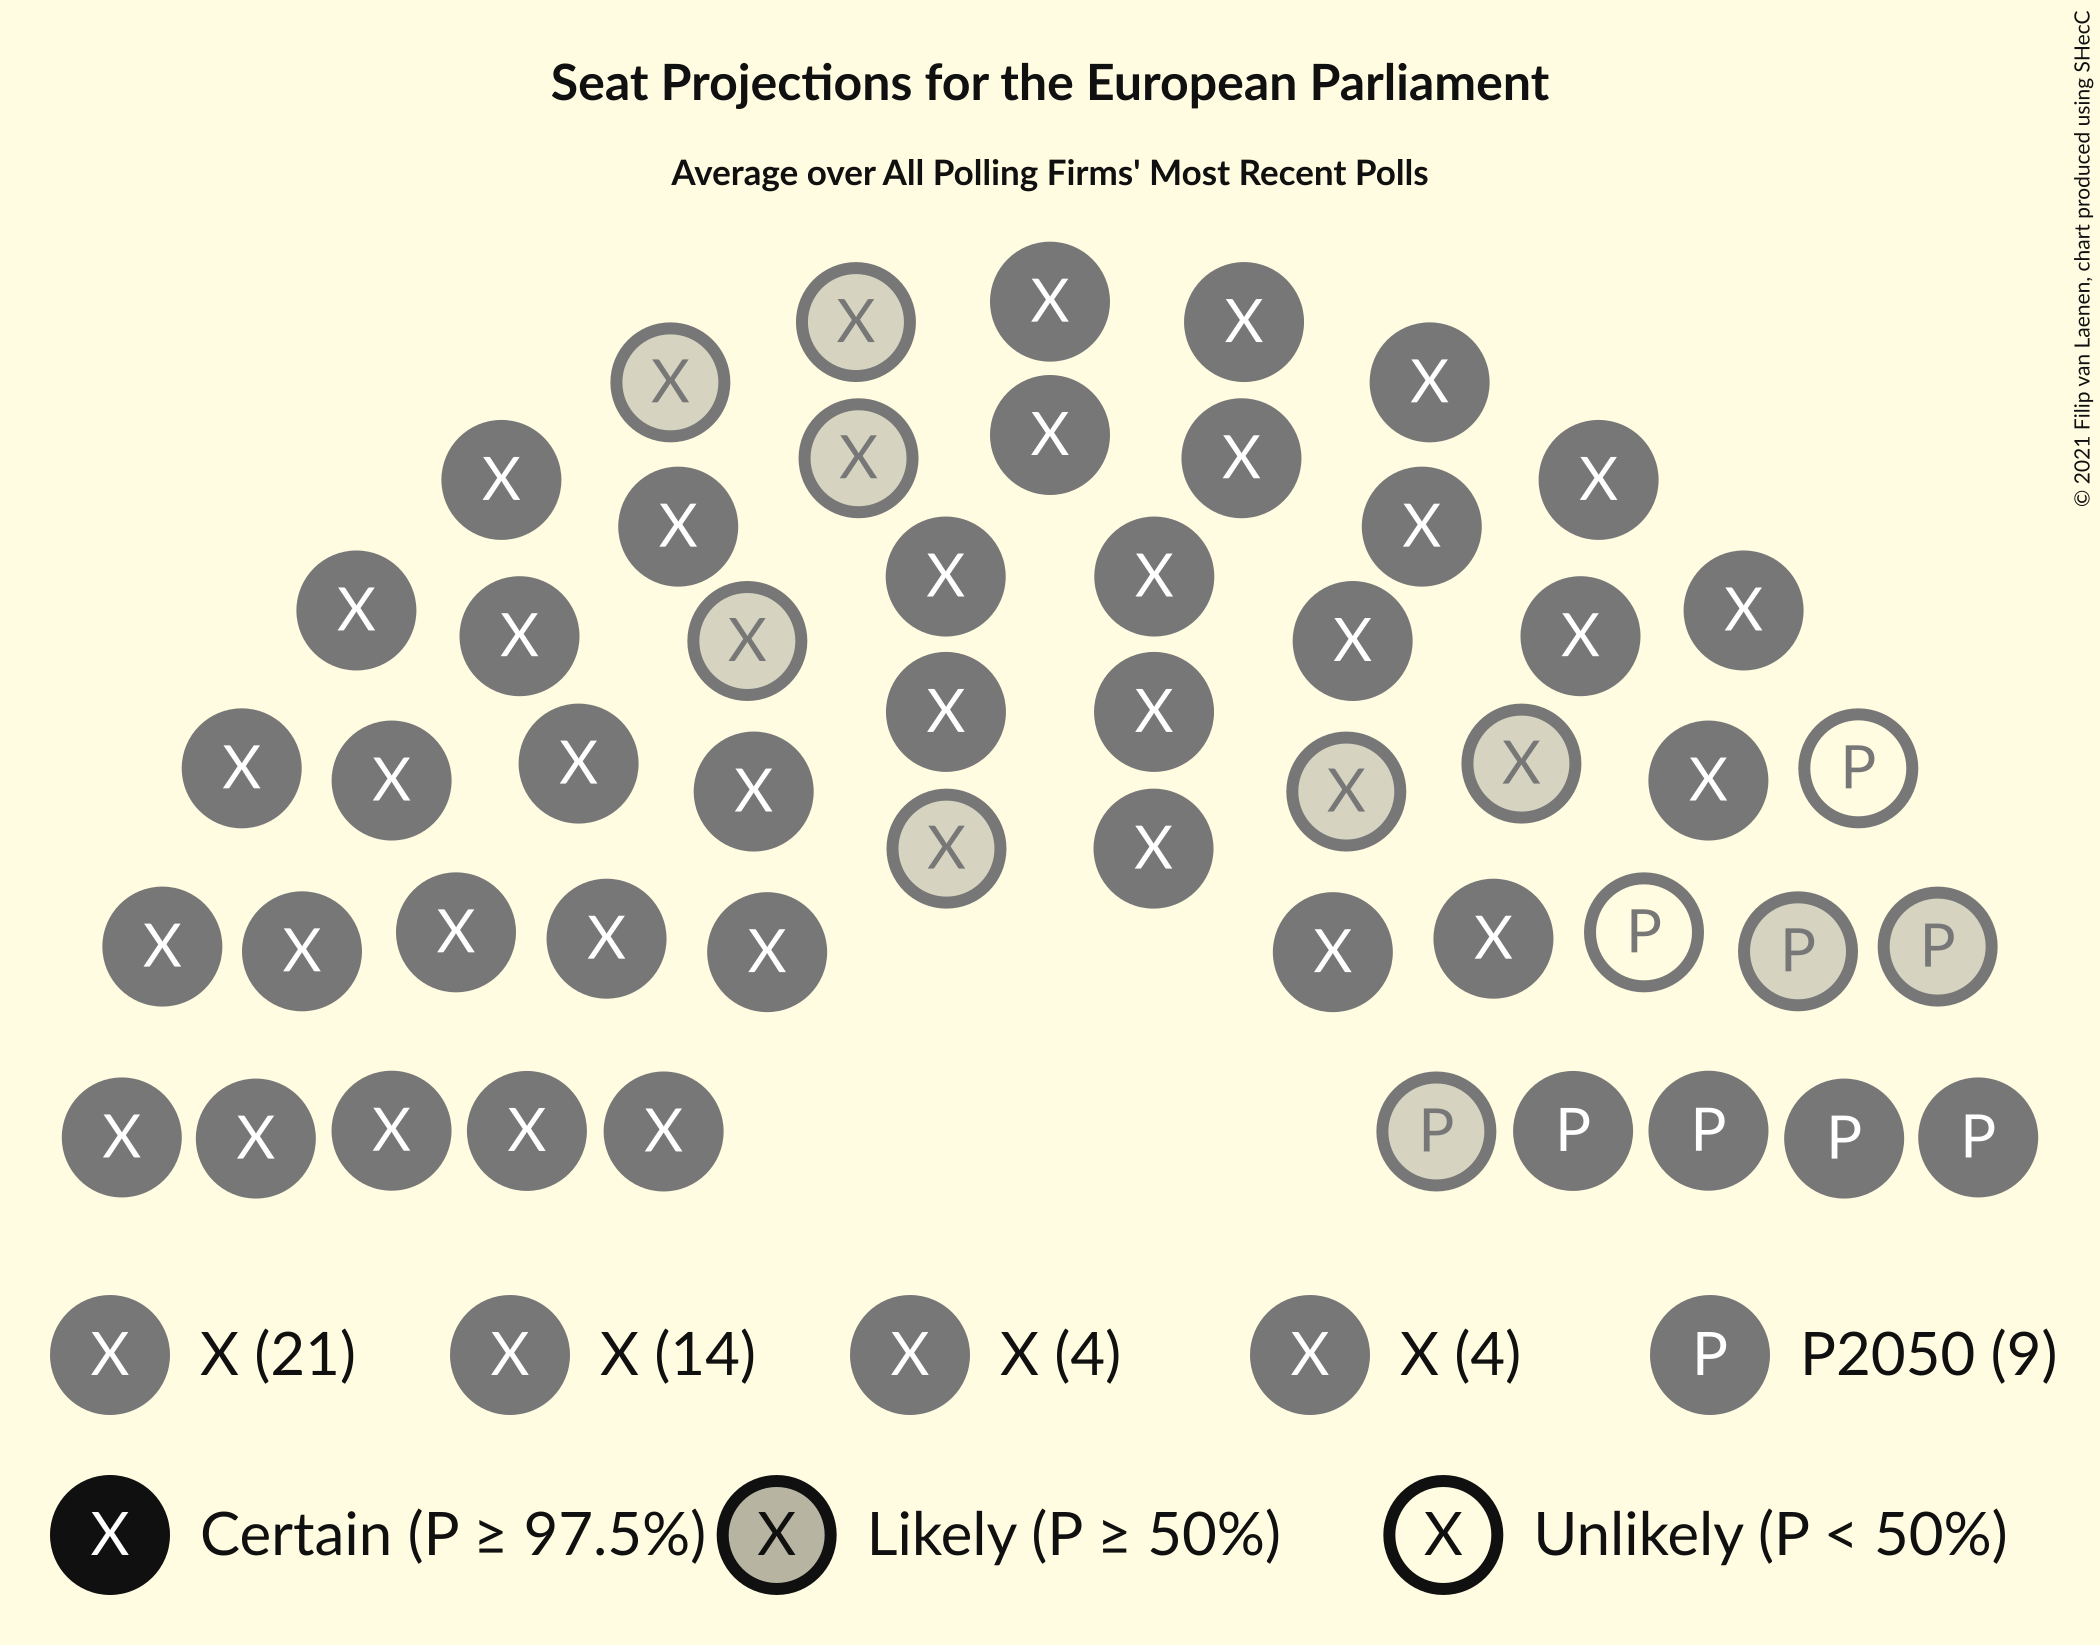 Seat Projections for the European Parliament
Average over All Polling Firms' Most Recent Polls
© 2021 Filip van Laenen, chart produced using SHecC
X X X
X X
X X X
X X X
X X X
X X X
X X X
X X
X X
X X X X P
X X X X X X
X X X X X X X P P P
X X X X X P P P P P
X X (21) X X (14) X X (4) X X (4) P P2050 (9)
X Certain (P ≥ 97.5%) X Likely (P ≥ 50%) X Unlikely (P < 50%)